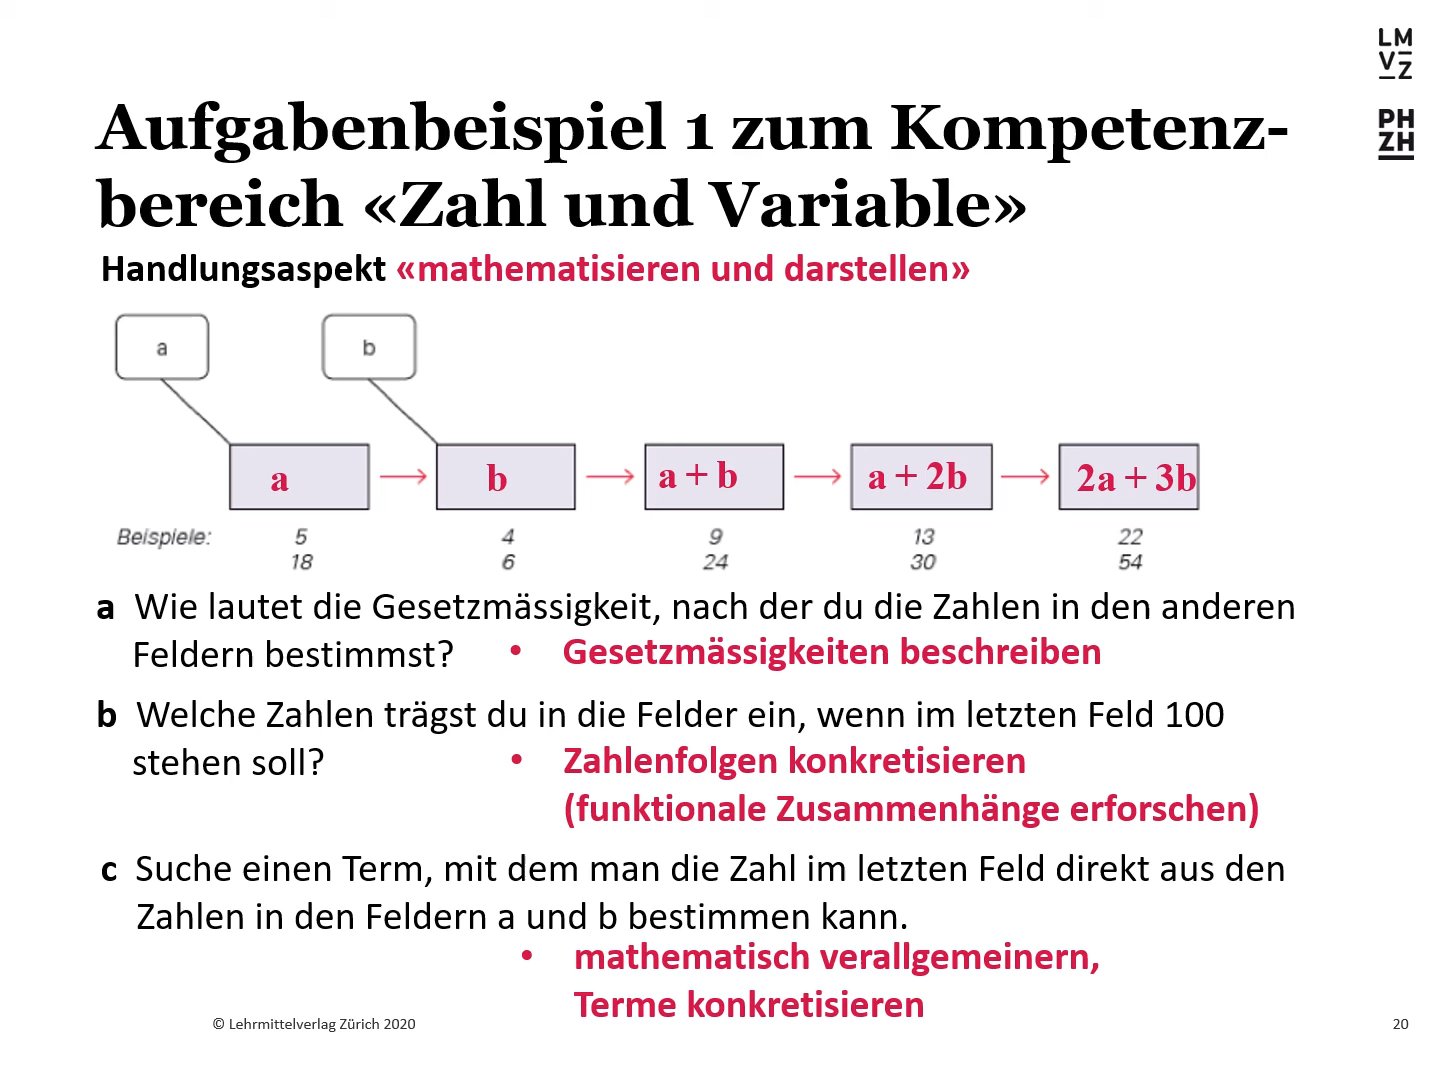 LM
VZ
PH
ZH
Aufgabenbeispiel 1 zum Kompetenz-
bereich «Zahl und Variable»
Handlungsaspekt «mathematisieren und darstellen»
a b
a b a + b a + 2b 2a + 3b
Beispiele: 5 4 9 13 22
18 6 24 30 54
a Wie lautet die Gesetzmässigkeit, nach der du die Zahlen in den anderen
Feldern bestimmst? • Gesetzmässigkeiten beschreiben
b Welche Zahlen trägst du in die Felder ein, wenn im letzten Feld 100
stehen soll? • Zahlenfolgen konkretisieren
(funktionale Zusammenhänge erforschen)
c Suche einen Term, mit dem man die Zahl im letzten Feld direkt aus den
Zahlen in den Feldern a und b bestimmen kann.
• mathematisch verallgemeinern,
Terme konkretisieren
© Lehrmittelverlag Zürich 2020 20